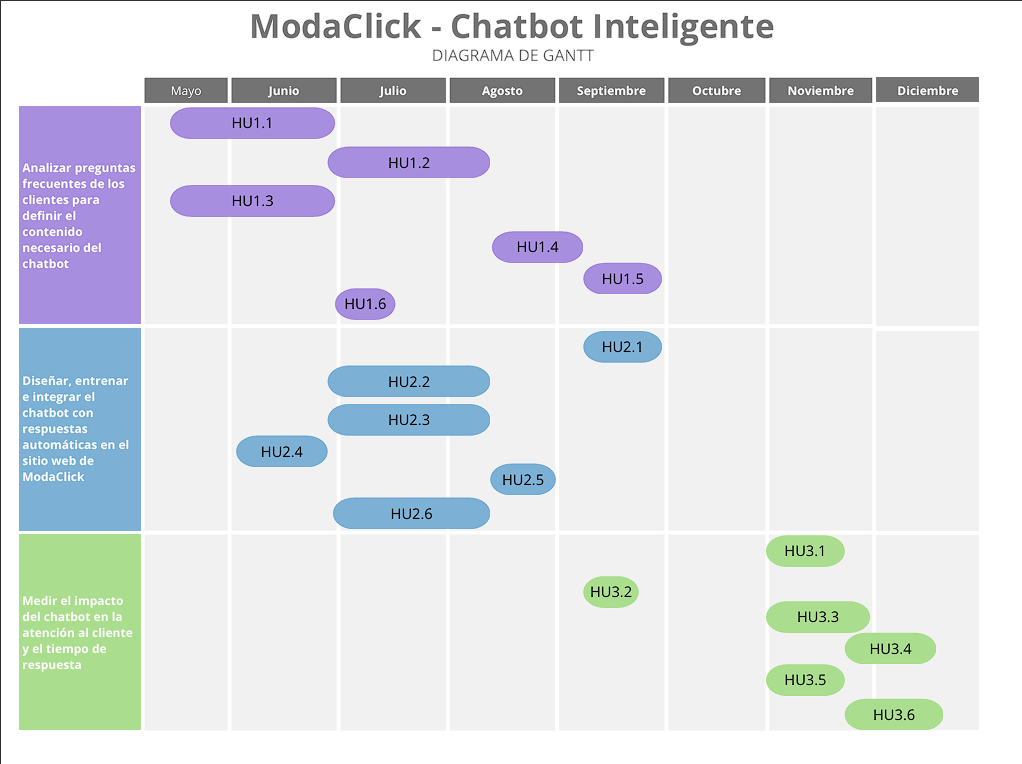 ModaClick - Chatbot Inteligente
DIAGRAMA DE GANTT
Mayo
Junio
Julio
Agosto
Septiembre
Octubre
Noviembre
Diciembre
Analizar preguntas
frecuentes de los
clientes para
definir el
contenido
necesario del
chatbot
HU1.1
HU1.2
HU1.3
HU1.4
HU1.5
HU1.6
Diseñar, entrenar
e integrar el
chatbot con
respuestas
automáticas en el
sitio web de
ModaClick
HU2.1
HU2.2
HU2.3
HU2.4
HU2.5
HU2.6
Medir el impacto
del chatbot en la
atención al cliente
y el tiempo de
respuesta
HU3.1
HU3.2
HU3.3
HU3.4
HU3.5
HU3.6